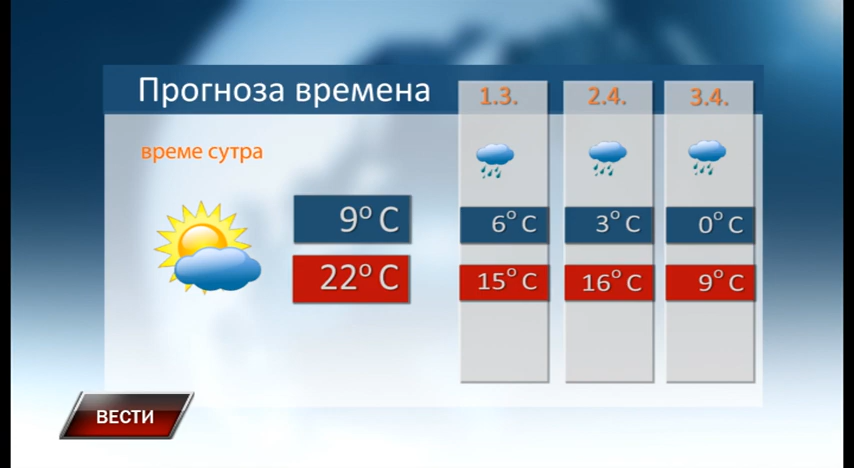 Прогноза времена
време сутра
9° C
22° C
1.3.
6° C
15° C
2.4.
3° C
16° C
3.4.
0° C
9° C
ВЕСТИ